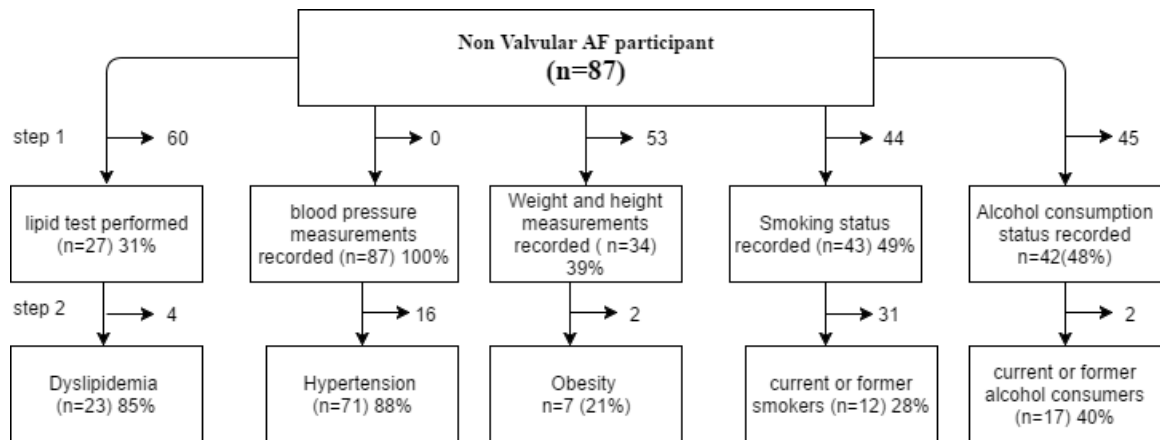 Non Valvular AF participant
(n=87)
step 1
60
0
53
44
45
lipid test performed
(n=27) 31%
blood pressure
measurements
recorded (n=87) 100%
Weight and height
measurements
recorded ( n=34)
39%
Smoking status
recorded (n=43) 49%
Alcohol consumption
status recorded
n=42(48%)
step 2
4
16
2
31
2
Dyslipidemia
(n=23) 85%
Hypertension
(n=71) 88%
Obesity
n=7 (21%)
current or former
smokers (n=12) 28%
current or former
alcohol consumers
(n=17) 40%